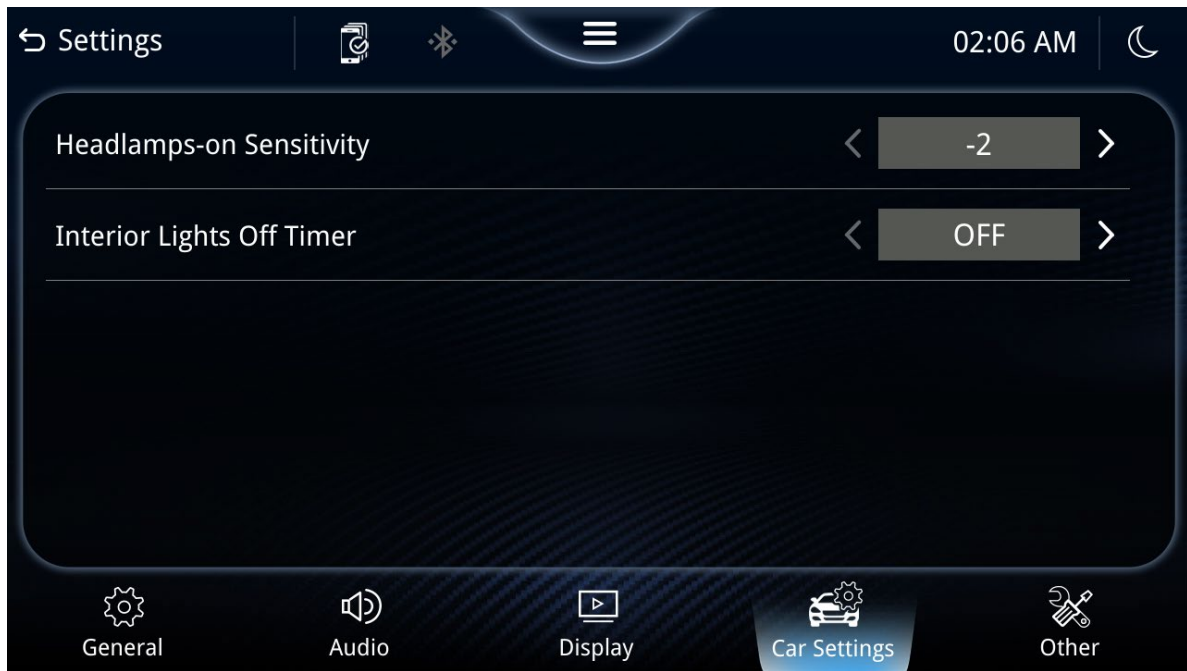 Settings
02:06 AM
Headlamps-on Sensitivity
-2
Interior Lights Off Timer
OFF
General
Audio
Display
Car Settings
Other